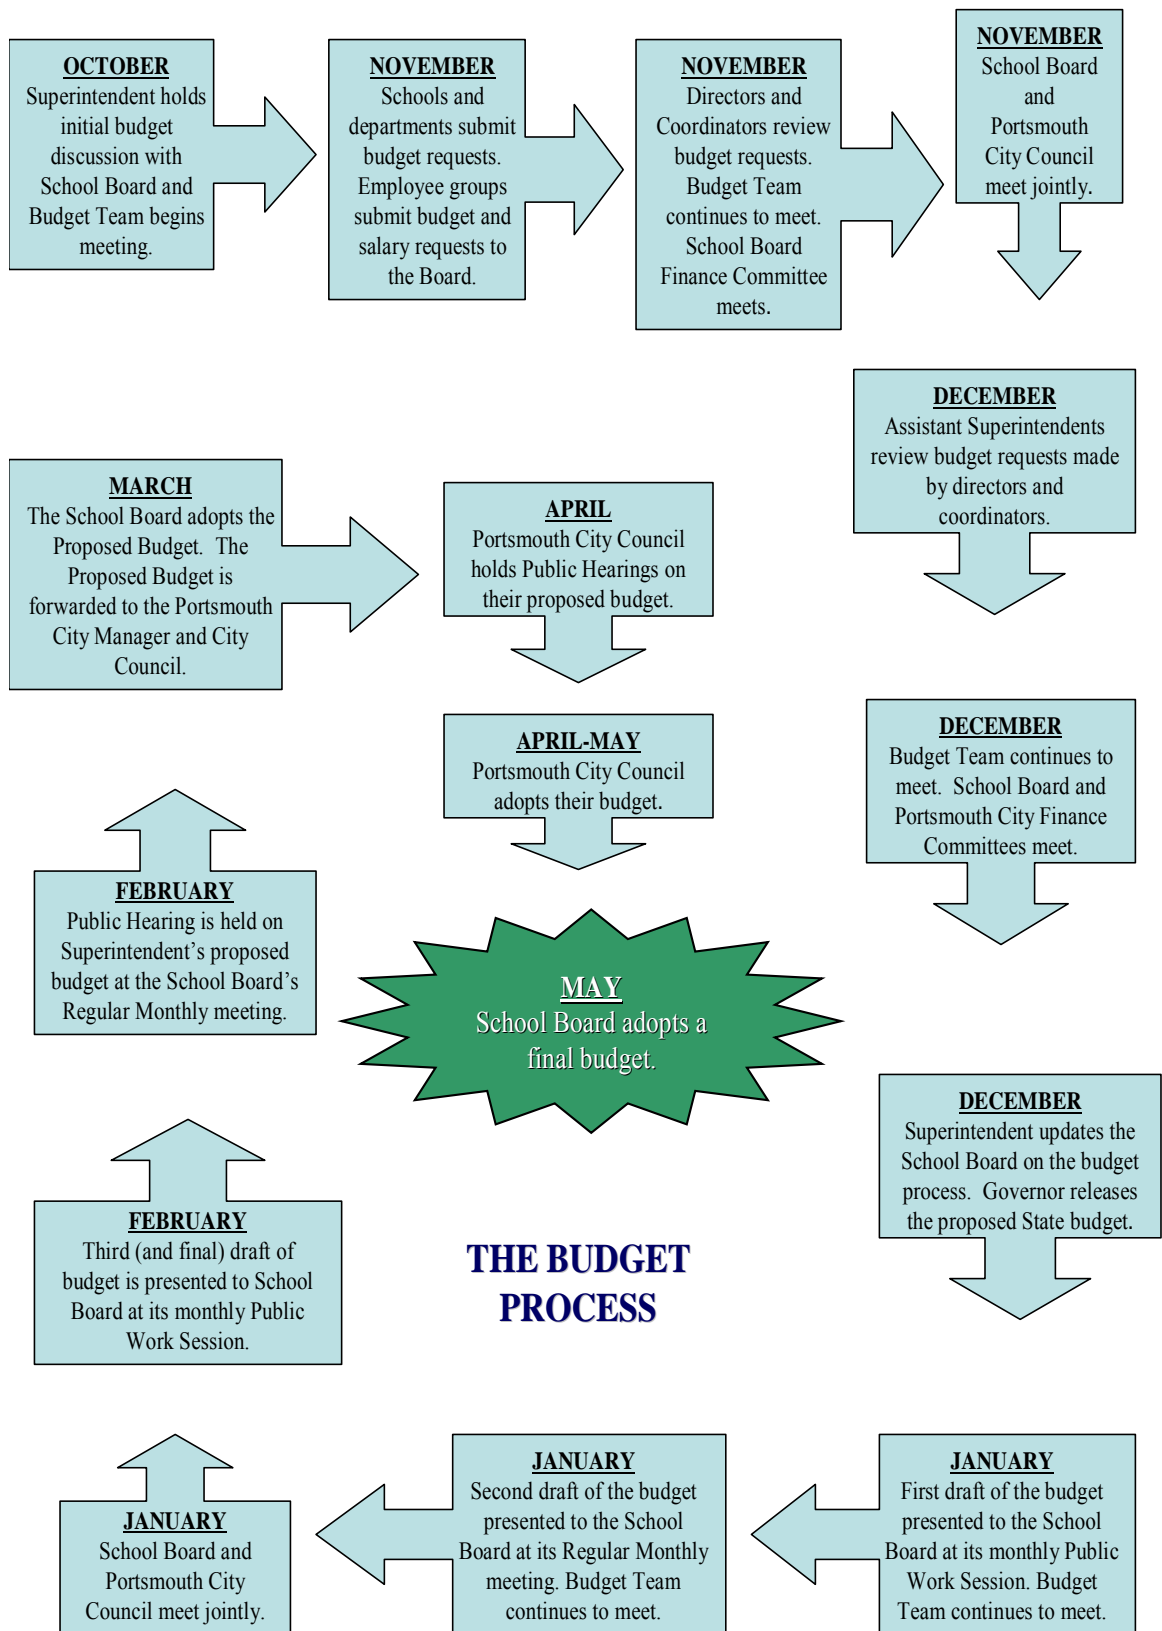 OCTOBER
Superintendent holds
initial budget
discussion with
School Board and
Budget Team begins
meeting.
NOVEMBER
Schools and
departments submit
budget requests.
Employee groups
submit budget and
salary requests to
the Board.
NOVEMBER
Directors and
Coordinators review
budget requests.
Budget Team
continues to meet.
School Board
Finance Committee
meets.
NOVEMBER
School Board
and
Portsmouth
City Council
meet jointly.
DECEMBER
Assistant Superintendents
review budget requests made
by directors and
coordinators.
DECEMBER
Budget Team continues to
meet. School Board and
Portsmouth City Finance
Committees meet.
DECEMBER
Superintendent updates the
School Board on the budget
process. Governor releases
the proposed State budget.
JANUARY
First draft of the budget
presented to the School
Board at its monthly Public
Work Session. Budget
Team continues to meet.
JANUARY
Second draft of the budget
presented to the School
Board at its Regular Monthly
meeting. Budget Team
continues to meet.
JANUARY
School Board and
Portsmouth City
Council meet jointly.
FEBRUARY
Third (and final) draft of
budget is presented to School
Board at its monthly Public
Work Session.
FEBRUARY
Public Hearing is held on
Superintendent’s proposed
budget at the School Board’s
Regular Monthly meeting.
MARCH
The School Board adopts the
Proposed Budget. The
Proposed Budget is
forwarded to the Portsmouth
City Manager and City
Council.
APRIL
Portsmouth City Council
holds Public Hearings on
their proposed budget.
APRIL-MAY
Portsmouth City Council
adopts their budget.
MAY
School Board adopts a
final budget.
THE BUDGET
PROCESS